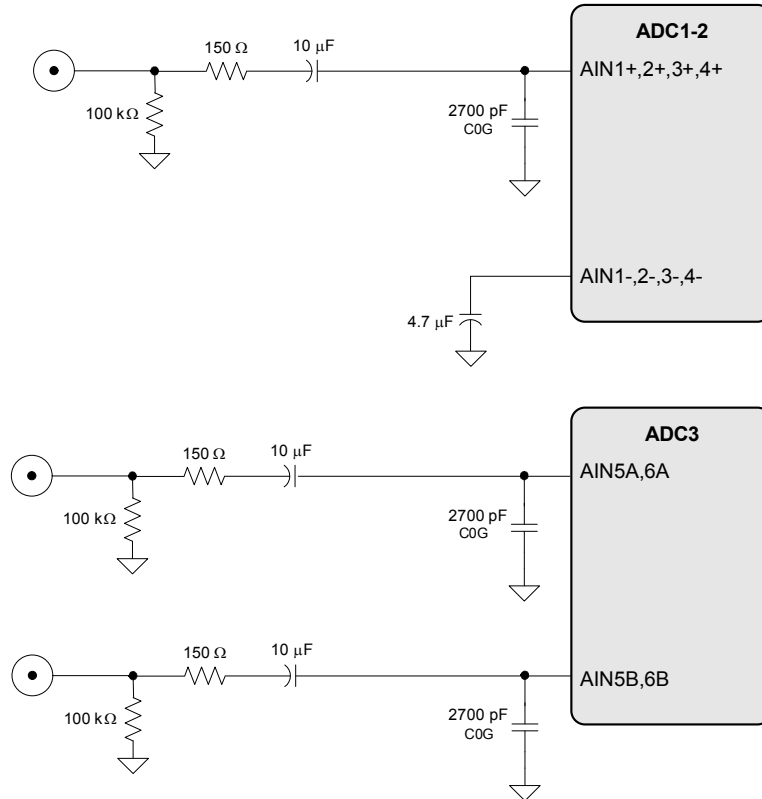 ADC1-2
150 Ω
10 μF
AIN1+,2+,3+,4+
100 kΩ
2700 pF
C0G
AIN1-,2-,3-,4-
4.7 μF
ADC3
150 Ω
10 μF
AIN5A,6A
100 kΩ
2700 pF
C0G
150 Ω
10 μF
AIN5B,6B
100 kΩ
2700 pF
C0G